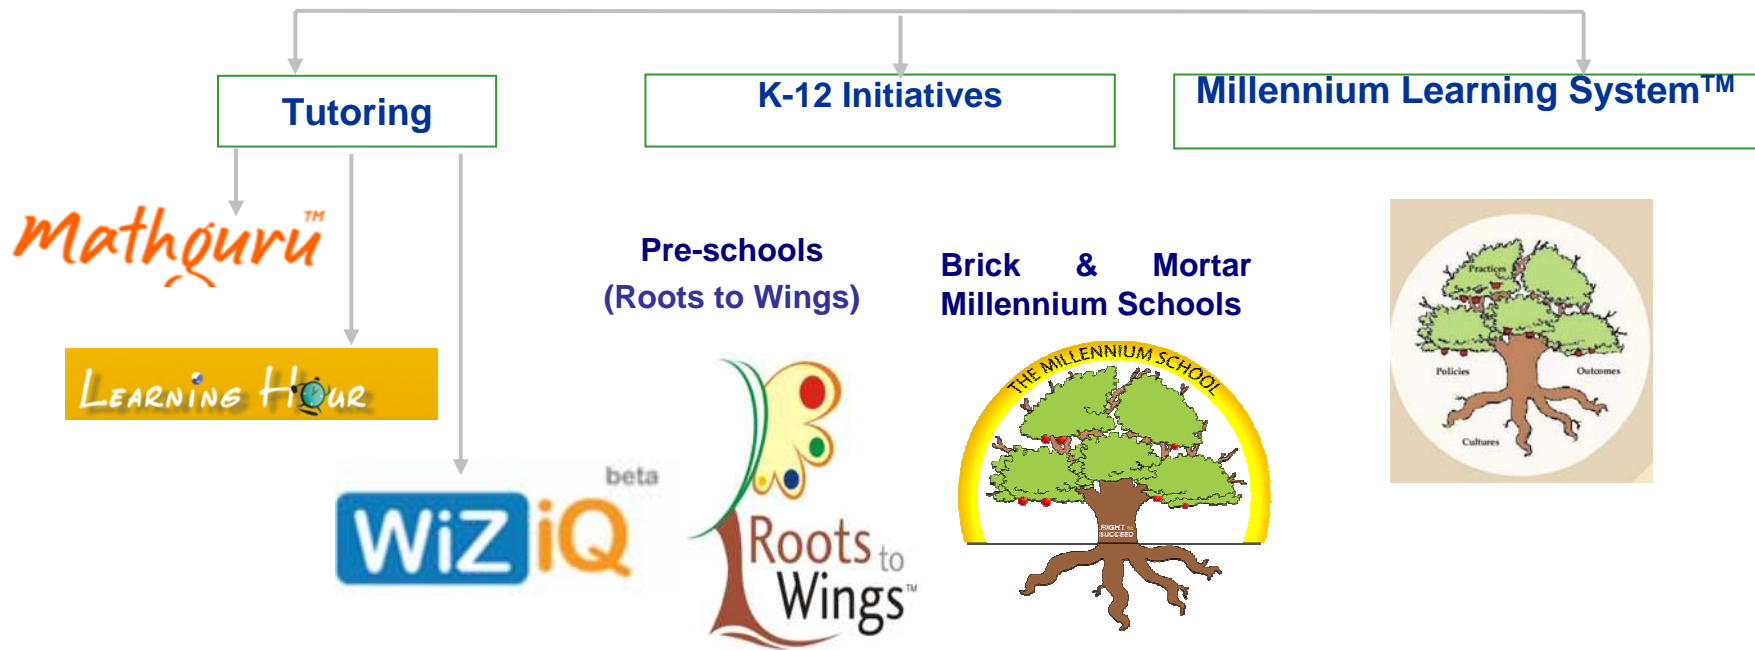 Tutoring
K-12 Initiatives
Millennium Learning System™
Mathguru™
Learning Hour
beta
WiZiQ
Pre-schools
(Roots to Wings)
Roots to
Wings™
Brick & Mortar
Millennium Schools
THE MILLENNIUM SCHOOL
RIGHT to
SUCCEED
Practices
Policies
Outcomes
Cultures